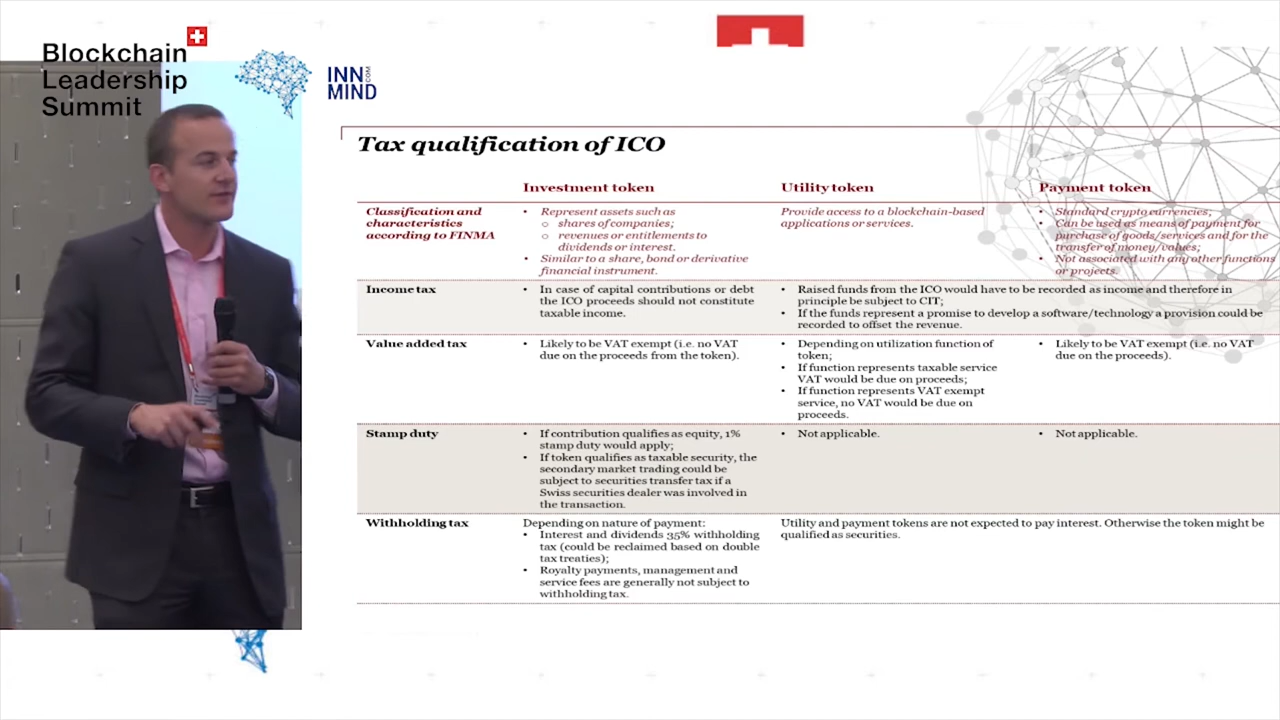 Blockchain
Leadership
Summit
INN
MIND
.COM
Tax qualification of ICO
Investment token
Utility token
Payment token
Classification and
characteristics
according to FINMA
• Represent assets such as
o shares of companies;
o revenues or entitlements to
dividends or interest.
• Similar to a share, bond or derivative
financial instrument.
Provide access to a blockchain-based
applications or services.
• Standard crypto currencies;
• Can be used as means of payment for
purchase of goods/services and for the
transfer of money/values;
• Not associated with any other functions
or projects.
Income tax
• In case of capital contributions or debt
the ICO proceeds should not constitute
taxable income.
• Raised funds from the ICO would have to be recorded as income and therefore in
principle be subject to CIT;
• If the funds represent a promise to develop a software/technology a provision could be
recorded to offset the revenue.
Value added tax
• Likely to be VAT exempt (i.e. no VAT
due on the proceeds from the token).
• Depending on utilization function of
token;
• If function represents taxable service
VAT would be due on proceeds;
• If function represents VAT exempt
service, no VAT would be due on
proceeds.
• Likely to be VAT exempt (i.e. no VAT
due on the proceeds).
Stamp duty
• If contribution qualifies as equity, 1%
stamp duty would apply;
• If token qualifies as taxable security, the
secondary market trading could be
subject to securities transfer tax if a
Swiss securities dealer was involved in
the transaction.
• Not applicable.
• Not applicable.
Withholding tax
Depending on nature of payment:
• Interest and dividends 35% withholding
tax (could be reclaimed based on double
tax treaties);
• Royalty payments, management and
service fees are generally not subject to
withholding tax.
Utility and payment tokens are not expected to pay interest. Otherwise the token might be
qualified as securities.